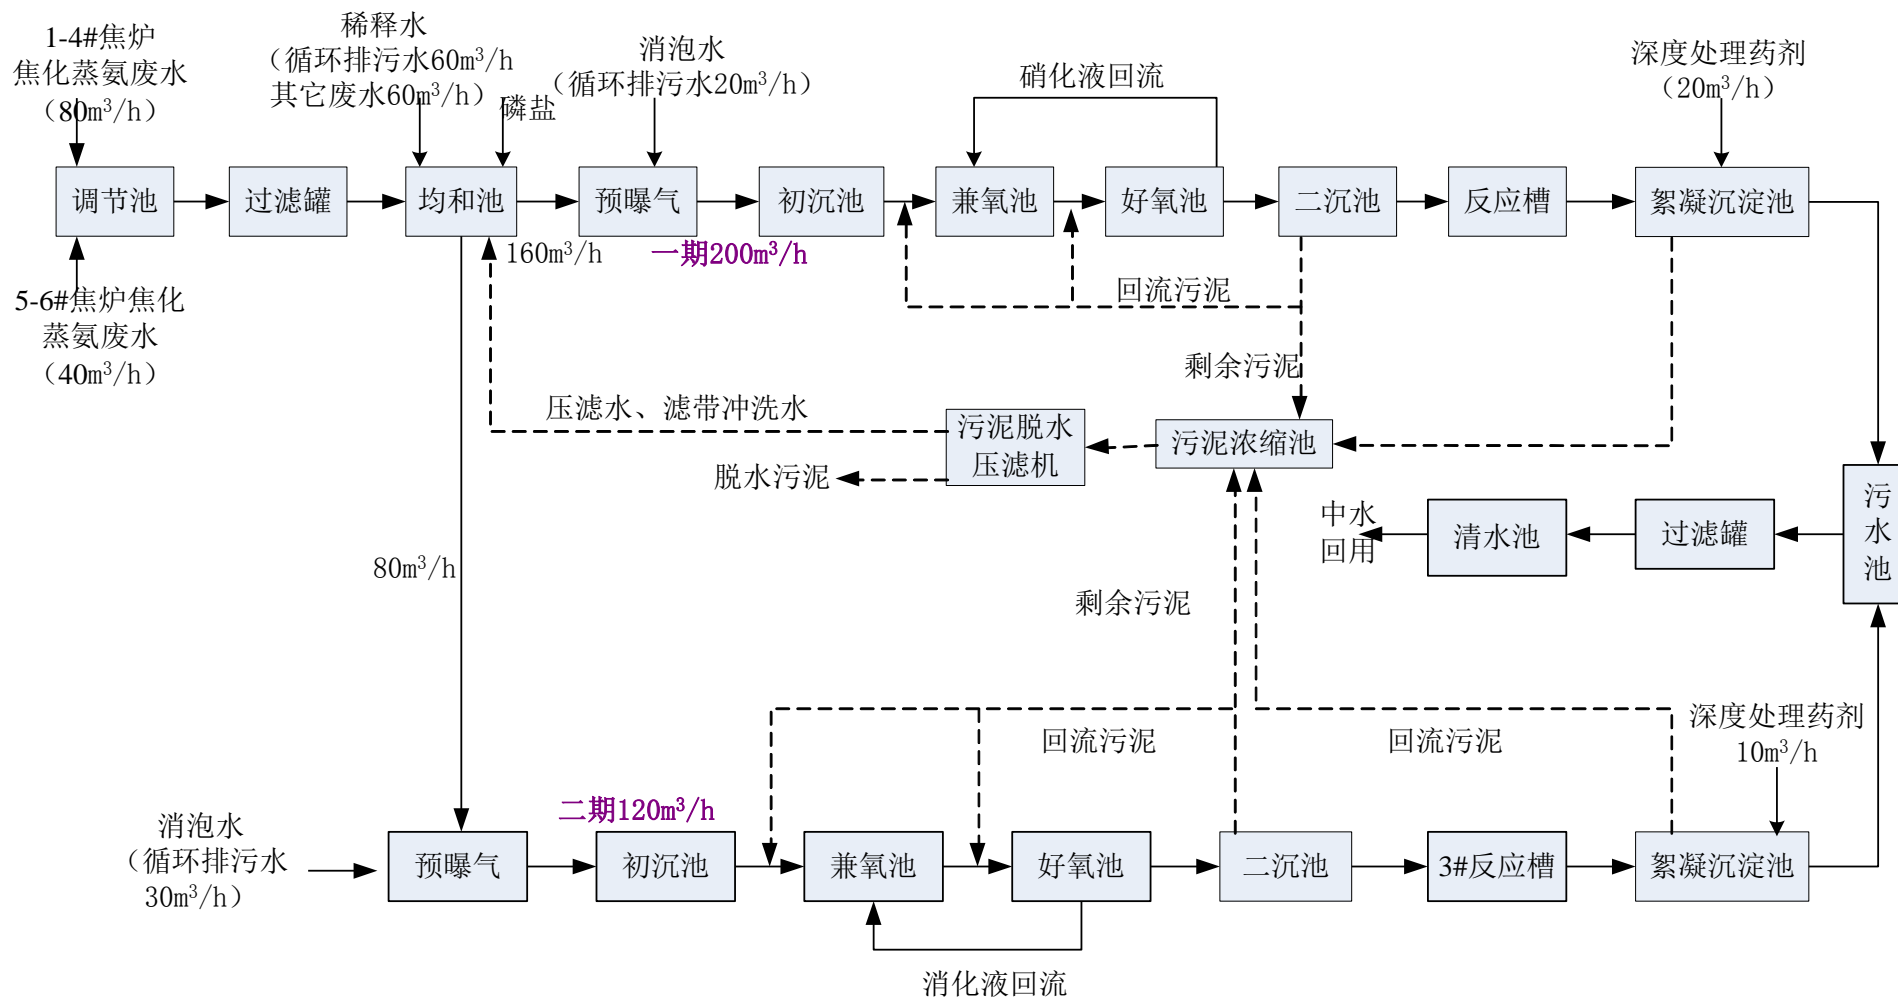 1-4#焦炉
焦化蒸氨废水
（80m³/h）
稀释水
（循环排污水60m³/h
其它废水60m³/h）
磷盐
消泡水
（循环排污水20m³/h）
硝化液回流
深度处理药剂
（20m³/h）
调节池
过滤罐
均和池
预曝气
初沉池
兼氧池
好氧池
二沉池
反应槽
絮凝沉淀池
160m³/h
一期200m³/h
5-6#焦炉焦化
蒸氨废水
（40m³/h）
回流污泥
剩余污泥
压滤水、滤带冲洗水
污泥脱水
压滤机
污泥浓缩池
脱水污泥
中水
回用
清水池
过滤罐
污
水
池
80m³/h
剩余污泥
回流污泥
回流污泥
深度处理药剂
10m³/h
二期120m³/h
消泡水
（循环排污水
30m³/h）
预曝气
初沉池
兼氧池
好氧池
二沉池
3#反应槽
絮凝沉淀池
消化液回流